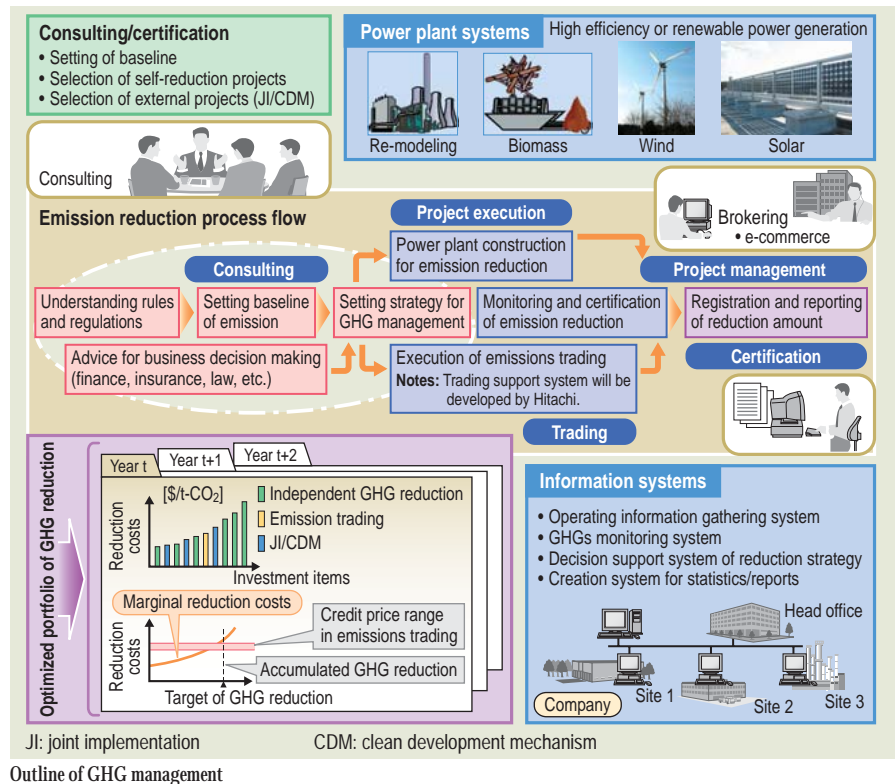 Consulting/certification
• Setting of baseline
• Selection of self-reduction projects
• Selection of external projects (JI/CDM)
Power plant systems
High efficiency or renewable power generation
Re-modeling
Biomass
Wind
Solar
Consulting
Brokering
• e-commerce
Emission reduction process flow
Project execution
Power plant construction
for emission reduction
Consulting
Project management
Understanding rules
and regulations
Setting baseline
of emission
Setting strategy for
GHG management
Monitoring and certification
of emission reduction
Registration and reporting
of reduction amount
Advice for business decision making
(finance, insurance, law, etc.)
Execution of emissions trading
Notes: Trading support system will be
developed by Hitachi.
Certification
Trading
Optimized portfolio of GHG reduction
Year t
Year t+1
Year t+2
Reduction
costs
[$/t-CO₂]
Independent GHG reduction
Emission trading
JI/CDM
Investment items
Marginal reduction costs
Reduction
costs
Credit price range
in emissions trading
Accumulated GHG reduction
Target of GHG reduction
Information systems
• Operating information gathering system
• GHGs monitoring system
• Decision support system of reduction strategy
• Creation system for statistics/reports
Head office
Company
Site 1
Site 2
Site 3
JI: joint implementation
CDM: clean development mechanism
Outline of GHG management